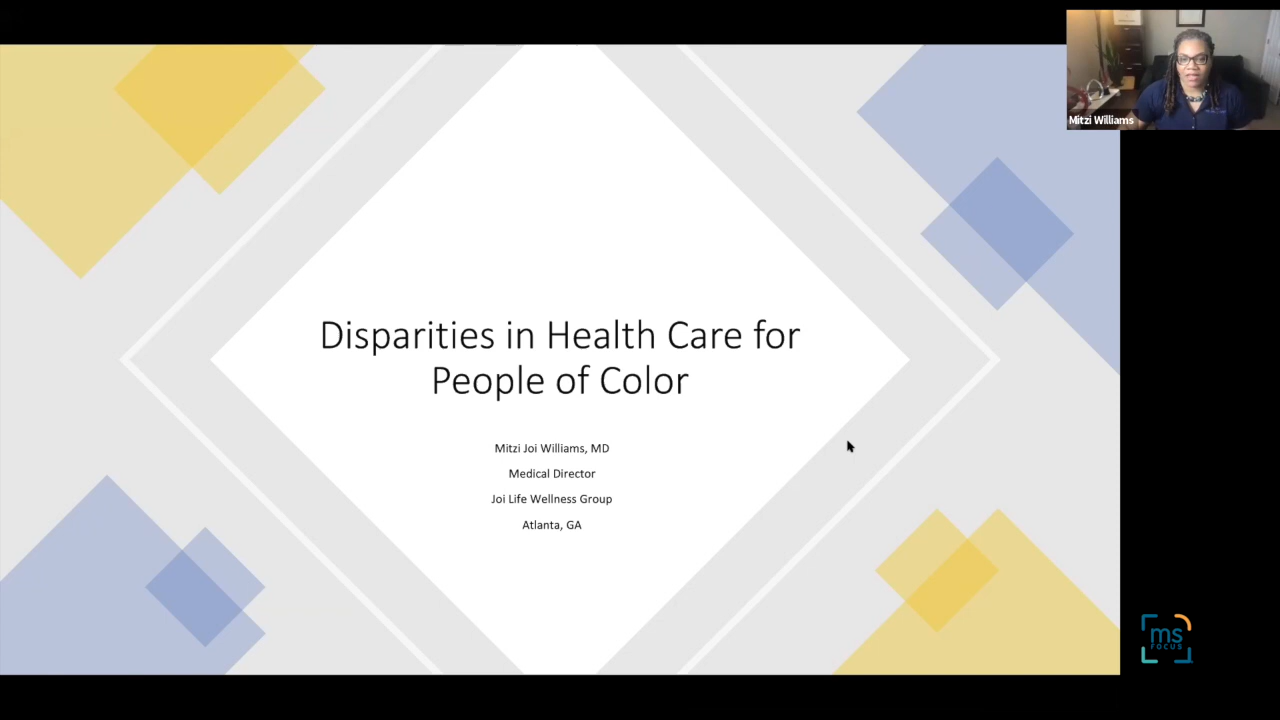 Mitzi Williams
Disparities in Health Care for
People of Color
Mitzi Joi Williams, MD
Medical Director
Joi Life Wellness Group
Atlanta, GA
ms
FOCUS